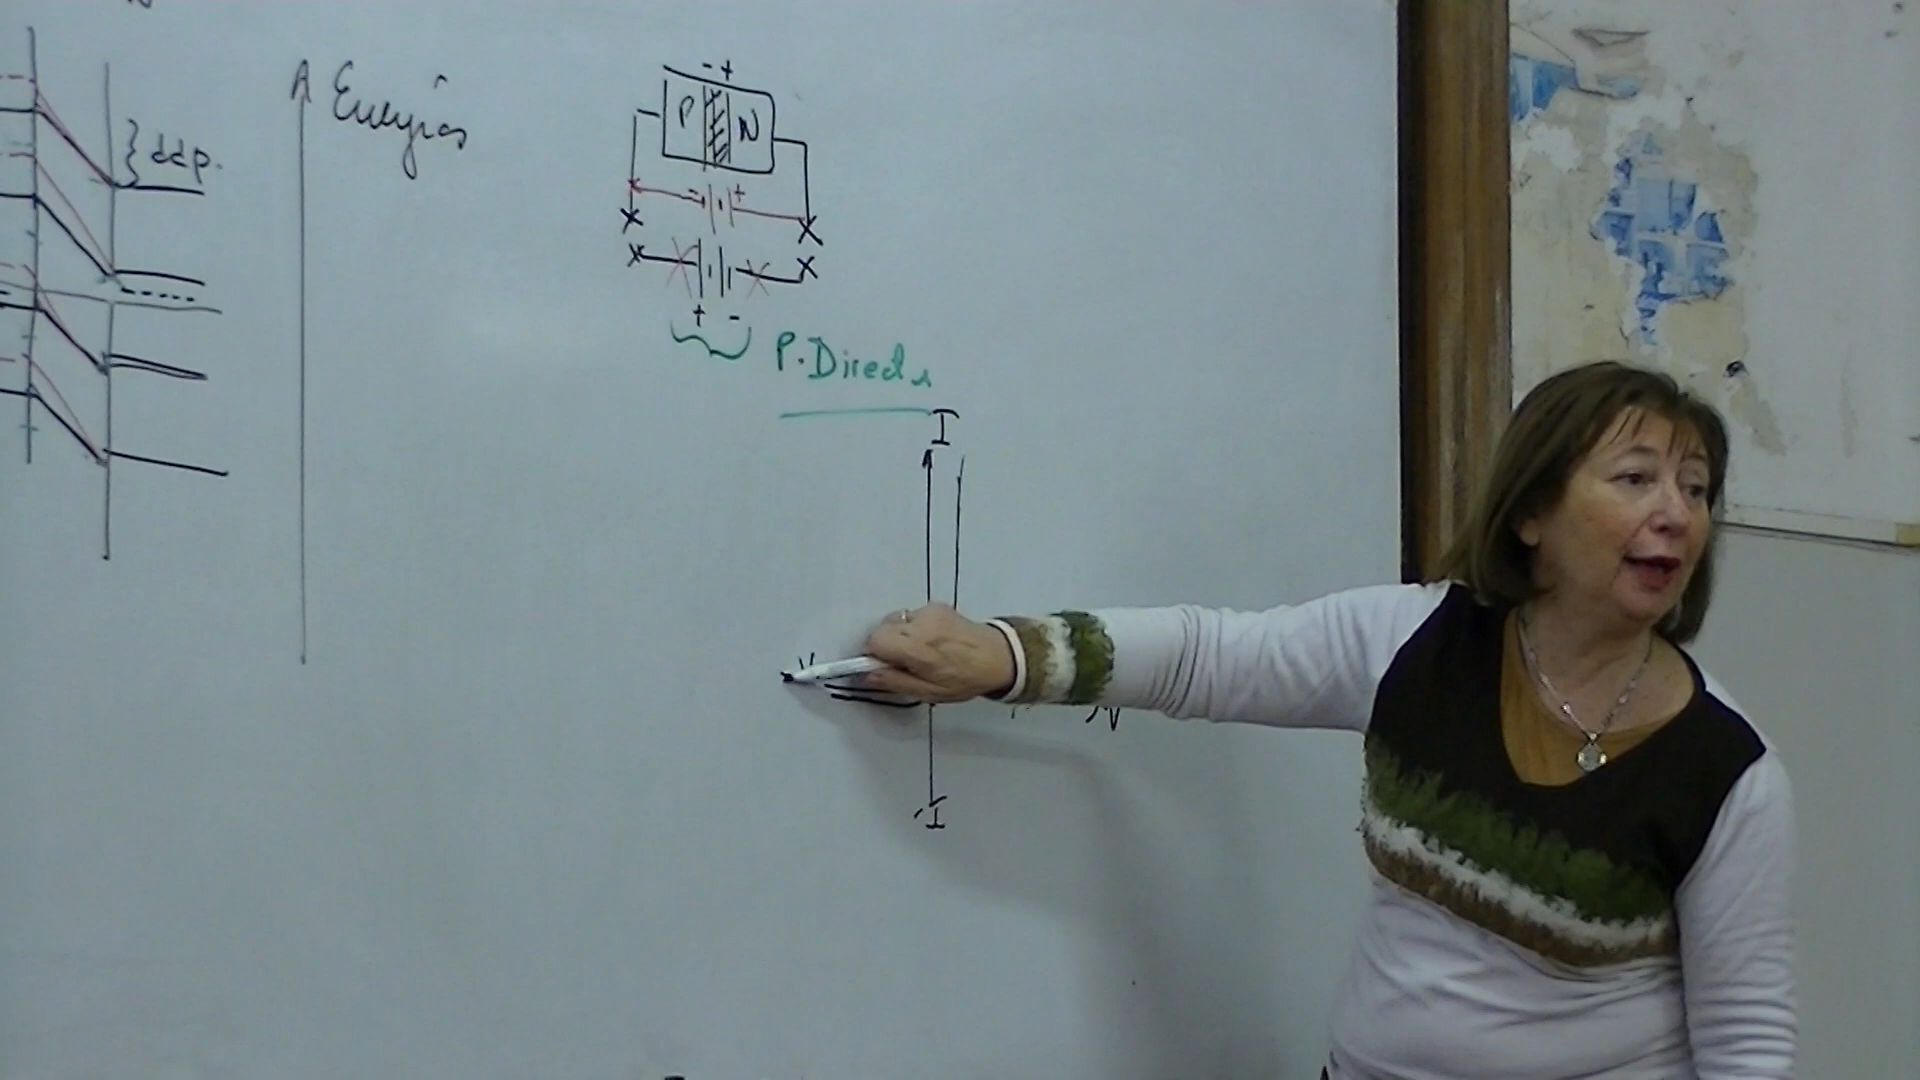 ddp.
Energías
- +
P N
- +
+ -
P. Directa
I
V
-I